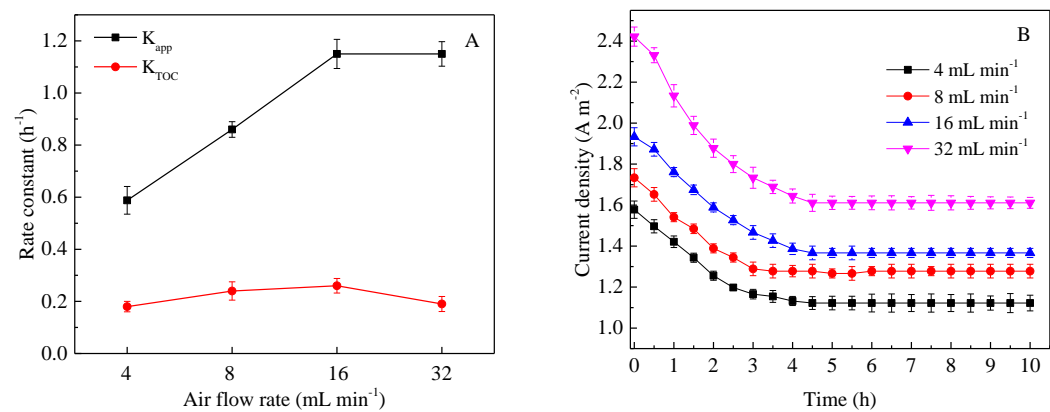 A
K_app
K_TOC
Rate constant (h⁻¹)
1.2
1.0
0.8
0.6
0.4
0.2
0.0
4 8 16 32
Air flow rate (mL min⁻¹)
B
4 mL min⁻¹
8 mL min⁻¹
16 mL min⁻¹
32 mL min⁻¹
Current density (A m⁻²)
2.4
2.2
2.0
1.8
1.6
1.4
1.2
1.0
0 1 2 3 4 5 6 7 8 9 10
Time (h)